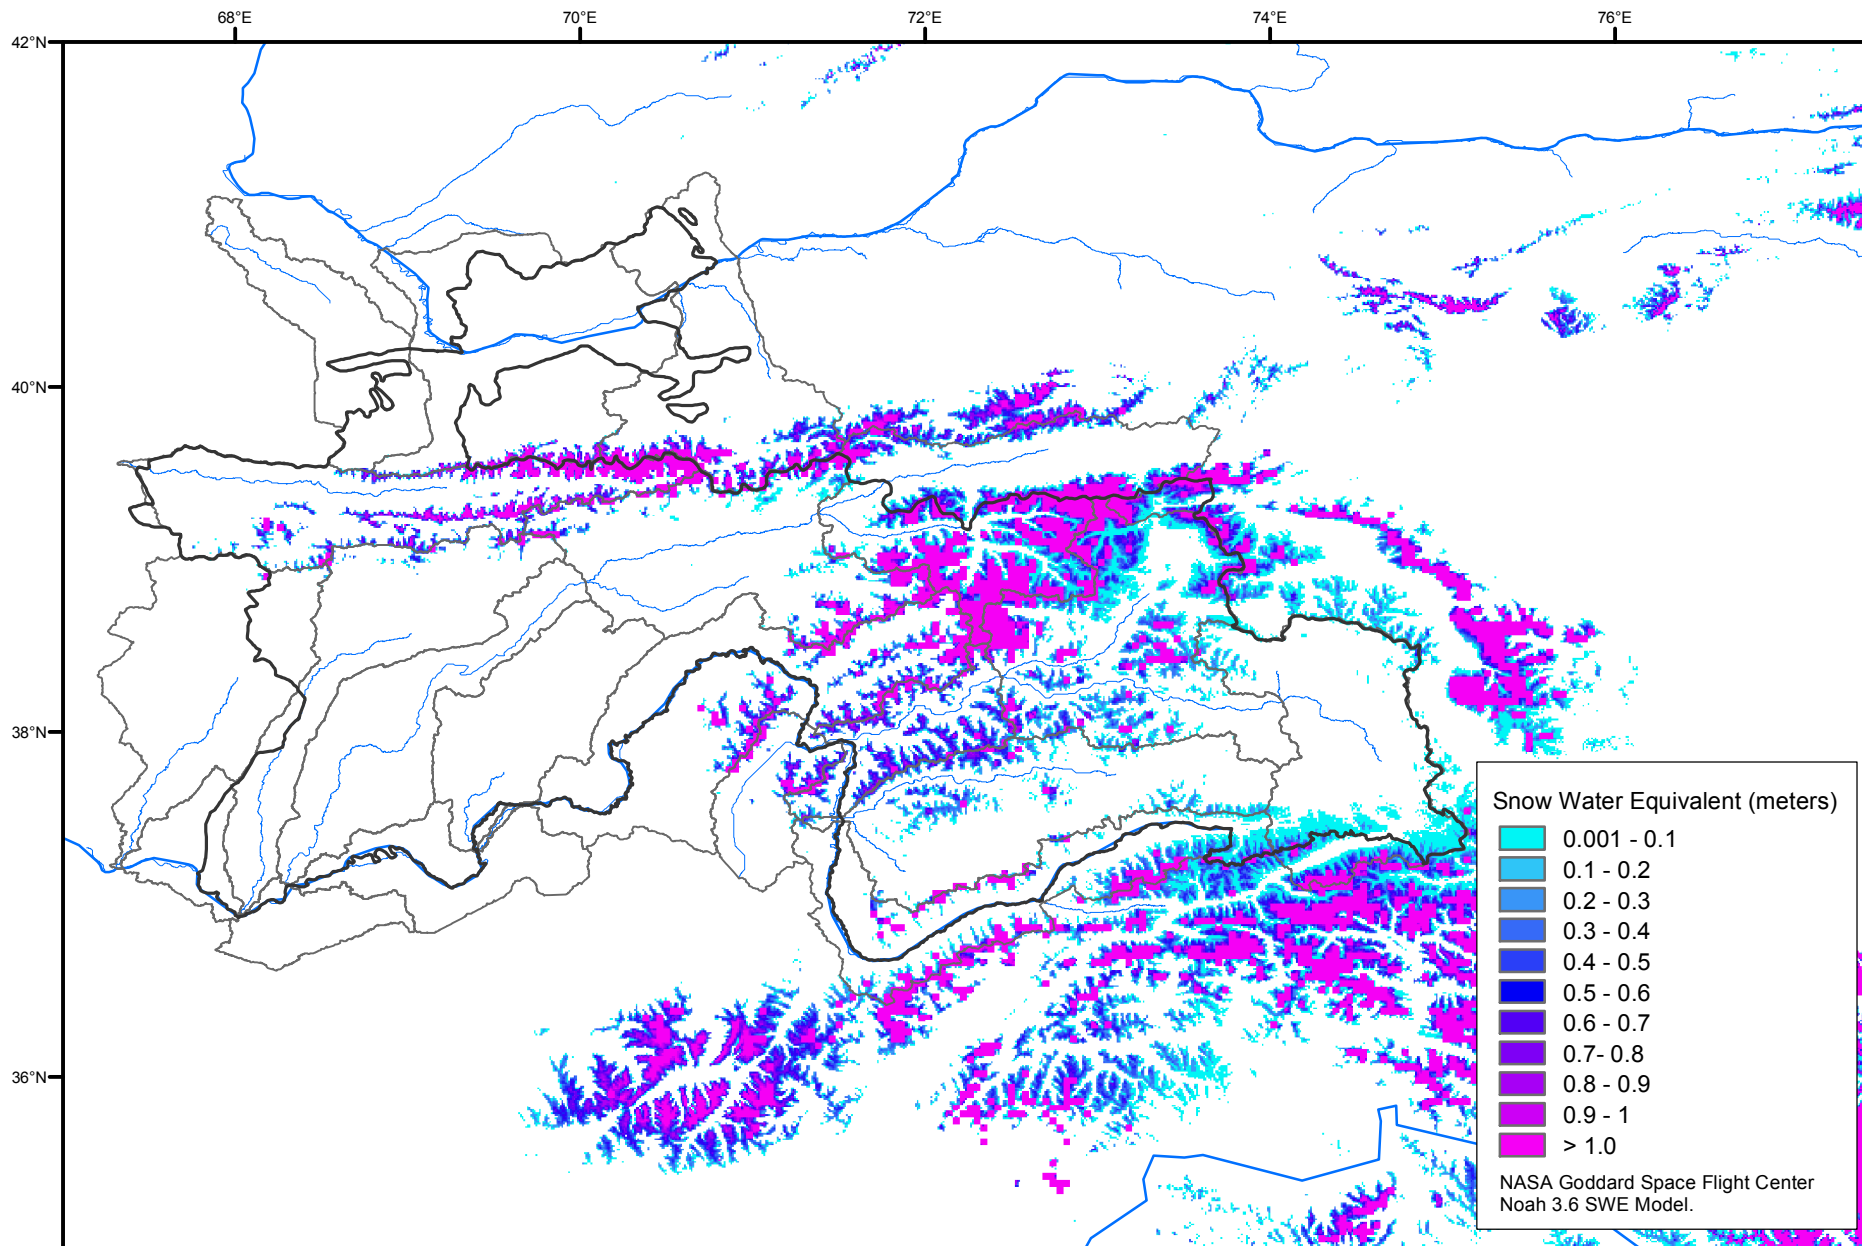 68°E 70°E 72°E 74°E 76°E
42°N
40°N
38°N
36°N
Snow Water Equivalent (meters)
0.001 - 0.1
0.1 - 0.2
0.2 - 0.3
0.3 - 0.4
0.4 - 0.5
0.5 - 0.6
0.6 - 0.7
0.7- 0.8
0.8 - 0.9
0.9 - 1
> 1.0
NASA Goddard Space Flight Center
Noah 3.6 SWE Model.